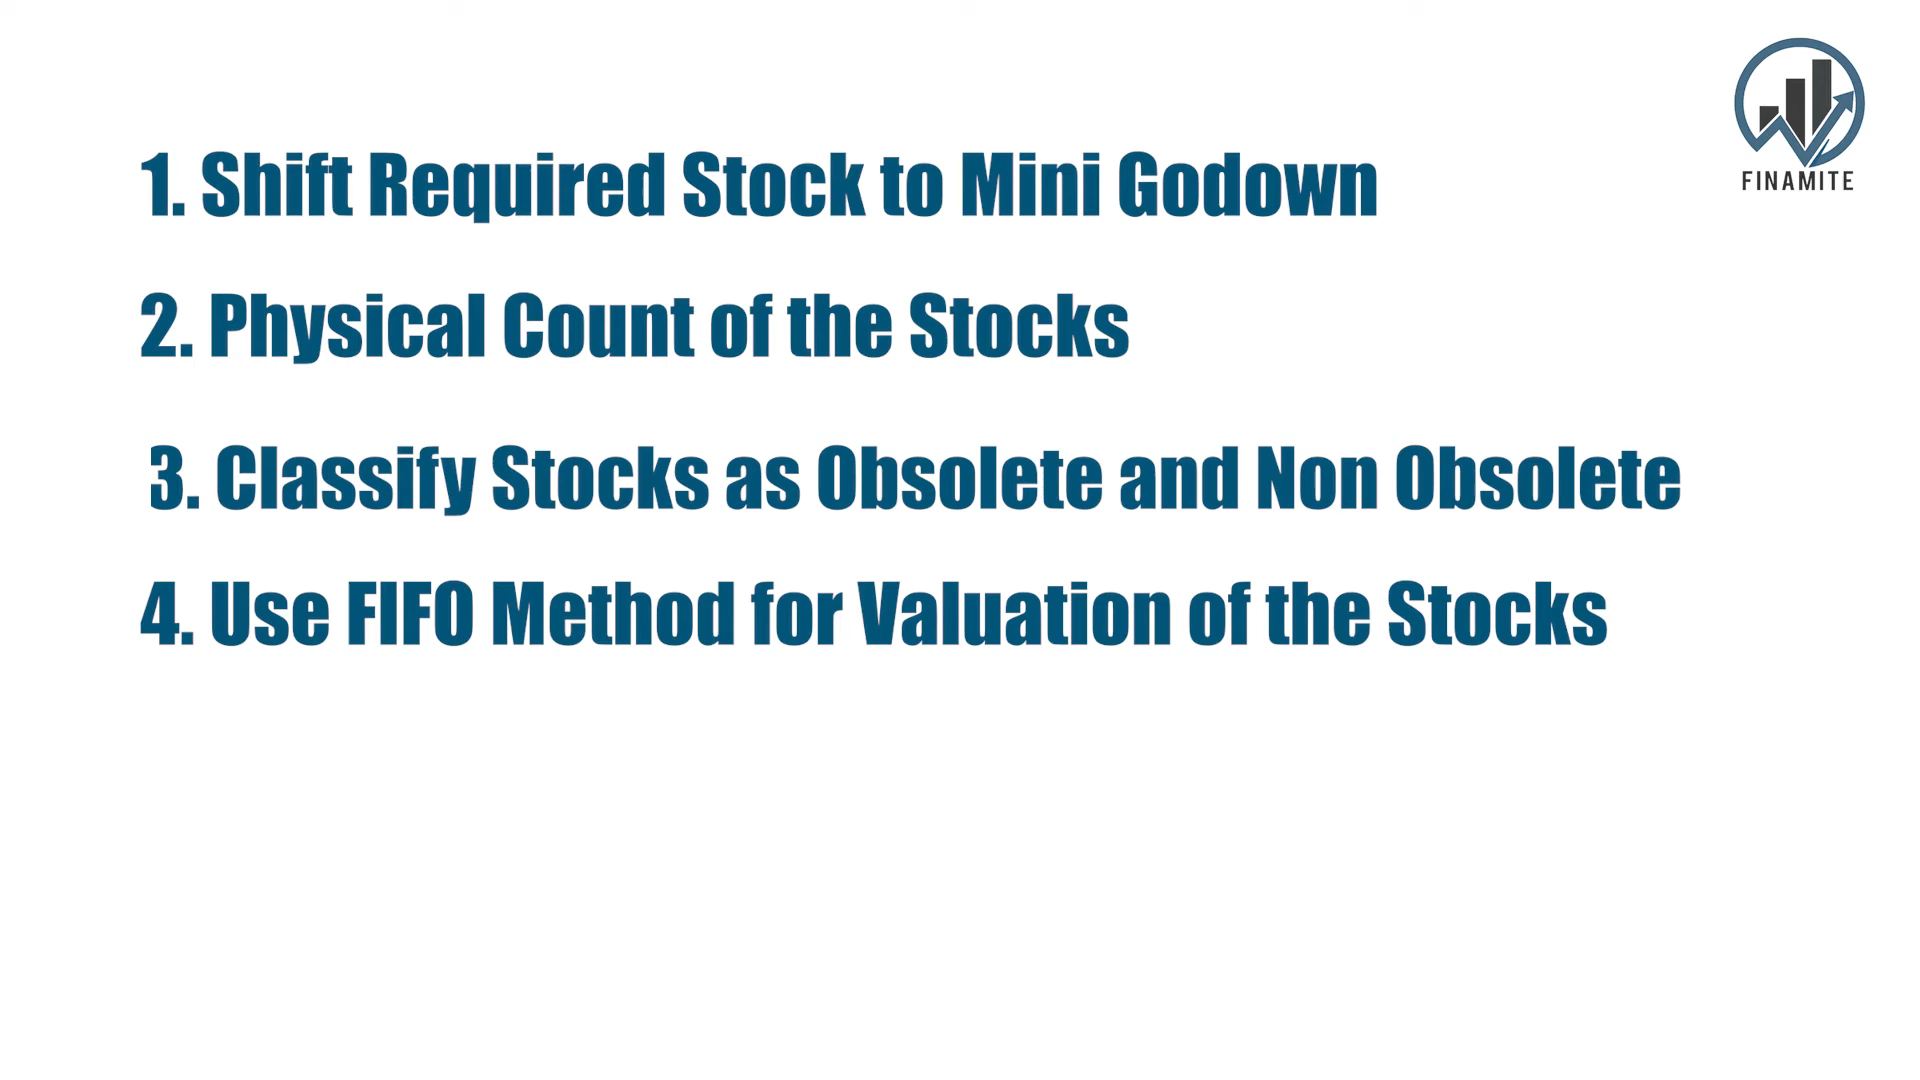 FINAMITE
1. Shift Required Stock to Mini Godown
2. Physical Count of the Stocks
3. Classify Stocks as Obsolete and Non Obsolete
4. Use FIFO Method for Valuation of the Stocks